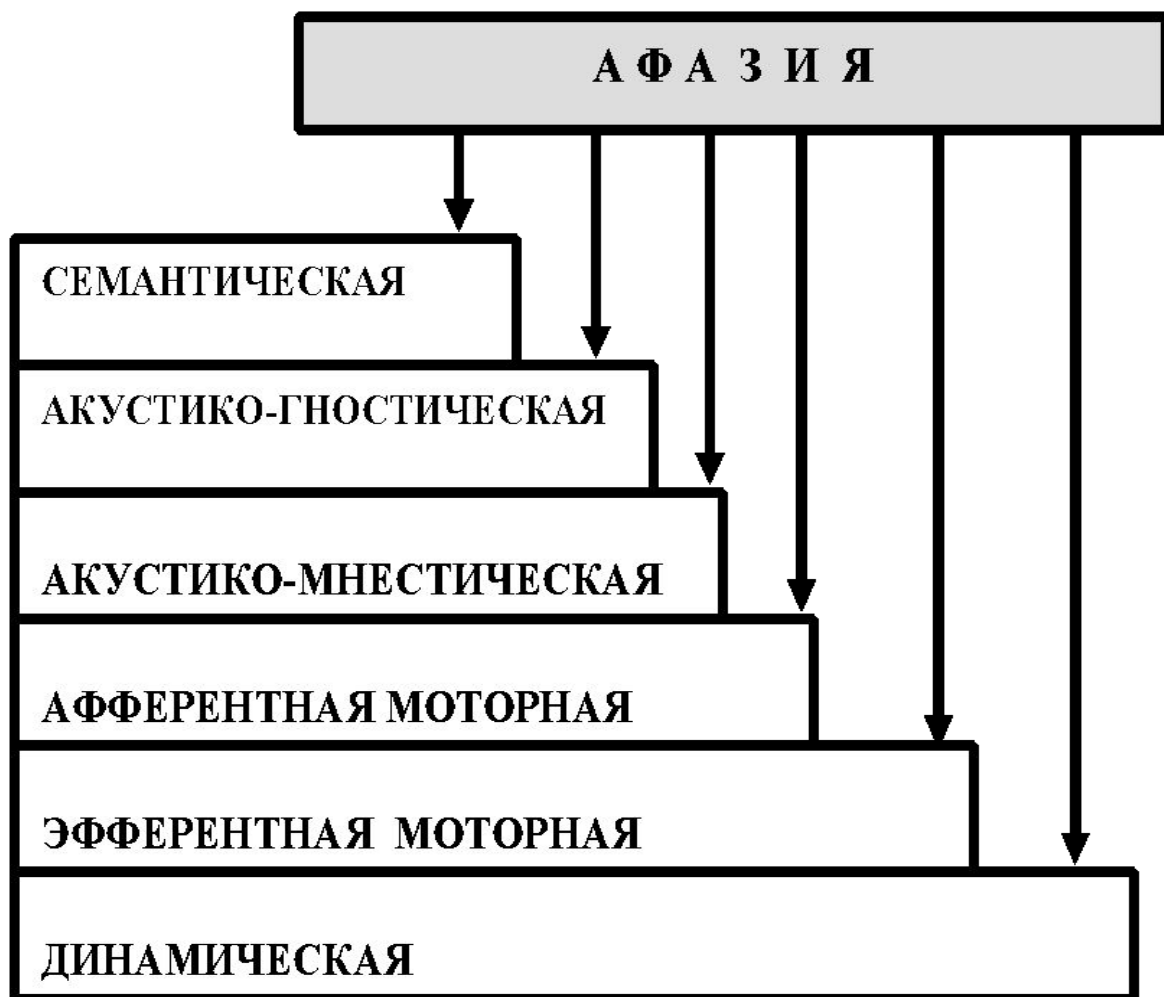 А Ф А З И Я
СЕМАНТИЧЕСКАЯ
АКУСТИКО-ГНОСТИЧЕСКАЯ
АКУСТИКО-МНЕСТИЧЕСКАЯ
АФФЕРЕНТНАЯ МОТОРНАЯ
ЭФФЕРЕНТНАЯ МОТОРНАЯ
ДИНАМИЧЕСКАЯ